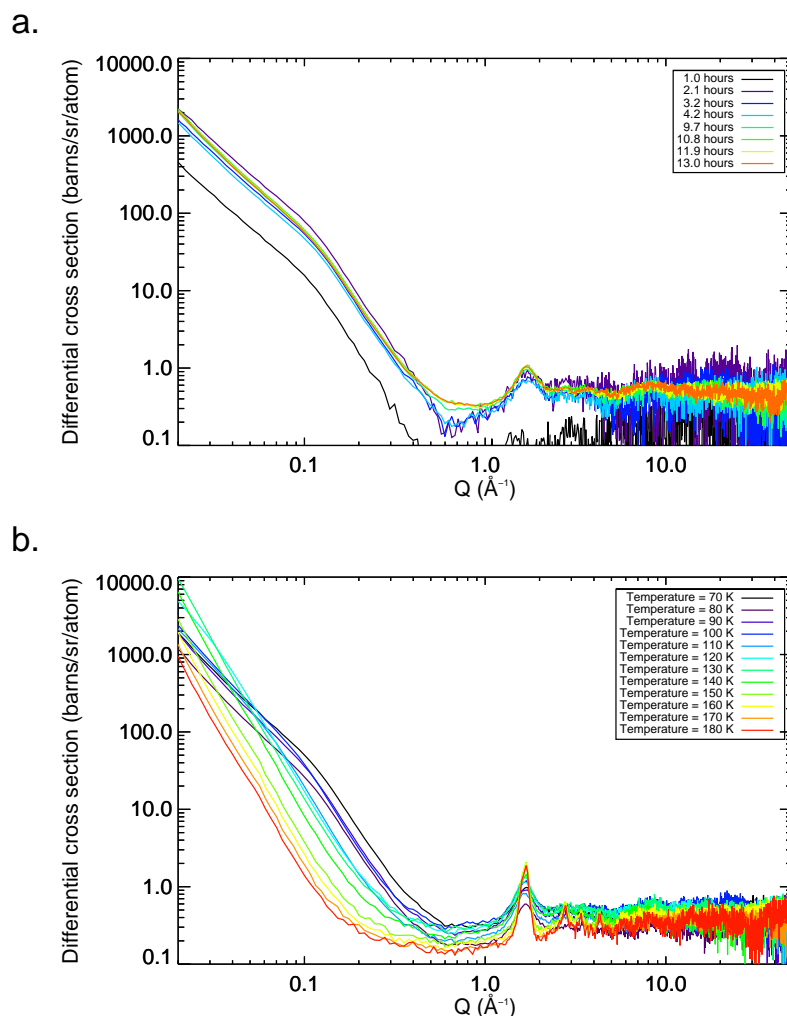 a.
Differential cross section (barns/sr/atom)
10000.0
1000.0
100.0
10.0
1.0
0.1
0.1
1.0
10.0
Q (Å⁻¹)
1.0 hours
2.1 hours
3.2 hours
4.2 hours
9.7 hours
10.8 hours
11.9 hours
13.0 hours
b.
Differential cross section (barns/sr/atom)
10000.0
1000.0
100.0
10.0
1.0
0.1
0.1
1.0
10.0
Q (Å⁻¹)
Temperature = 70 K
Temperature = 80 K
Temperature = 90 K
Temperature = 100 K
Temperature = 110 K
Temperature = 120 K
Temperature = 130 K
Temperature = 140 K
Temperature = 150 K
Temperature = 160 K
Temperature = 170 K
Temperature = 180 K